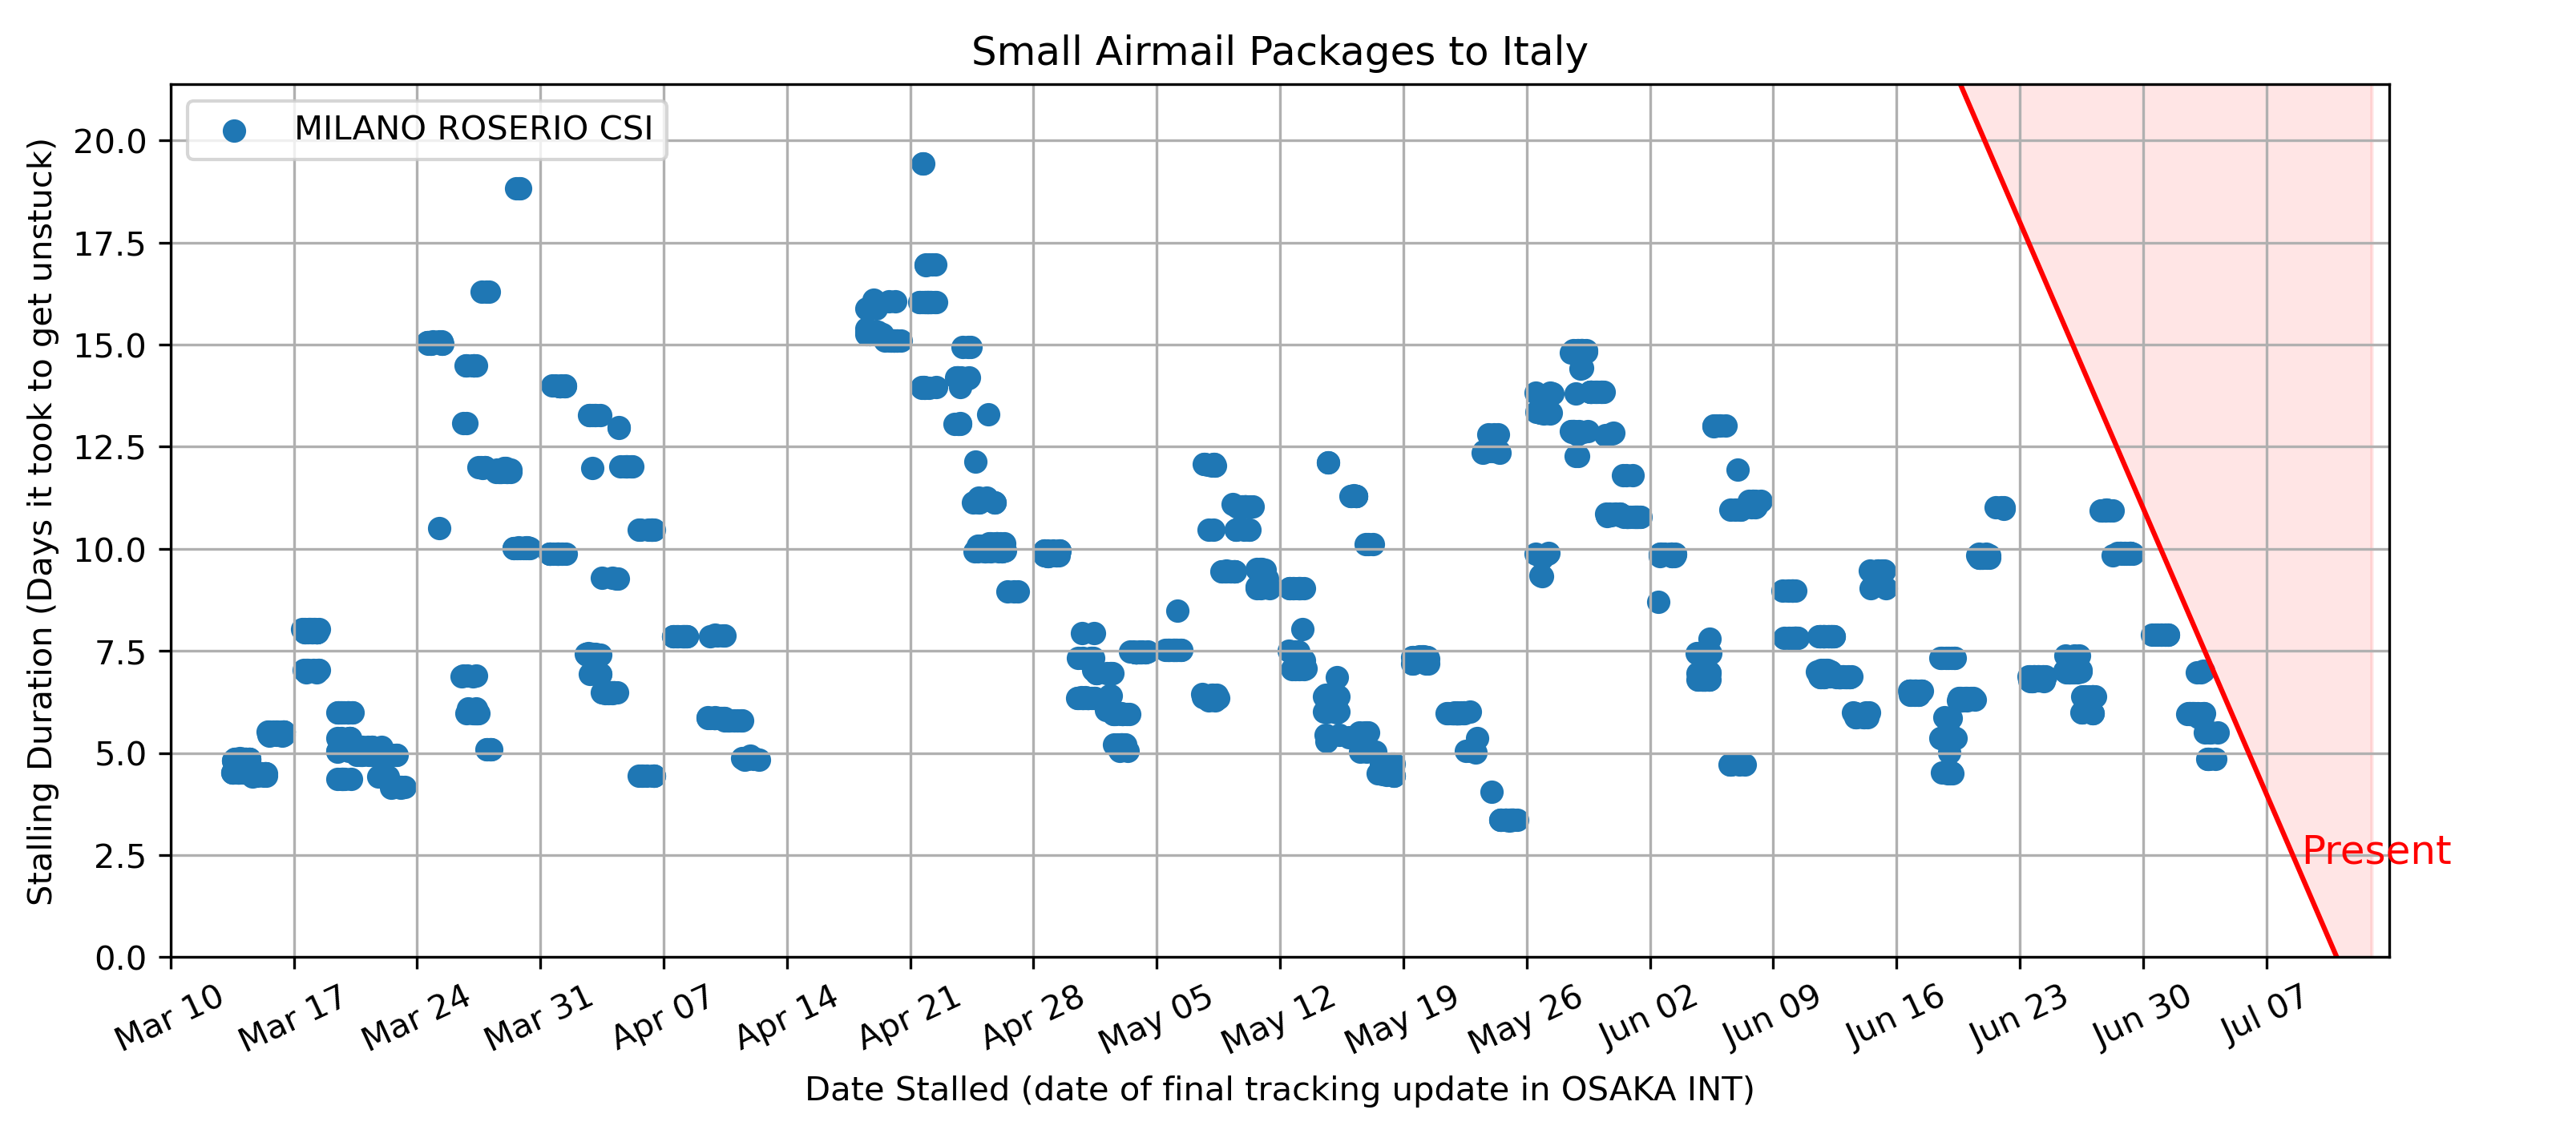 Small Airmail Packages to Italy
MILANO ROSERIO CSI
Stalling Duration (Days it took to get unstuck)
20.0
17.5
15.0
12.5
10.0
7.5
5.0
2.5
0.0
Present
Mar 10
Mar 17
Mar 24
Mar 31
Apr 07
Apr 14
Apr 21
Apr 28
May 05
May 12
May 19
May 26
Jun 02
Jun 09
Jun 16
Jun 23
Jun 30
Jul 07
Date Stalled (date of final tracking update in OSAKA INT)